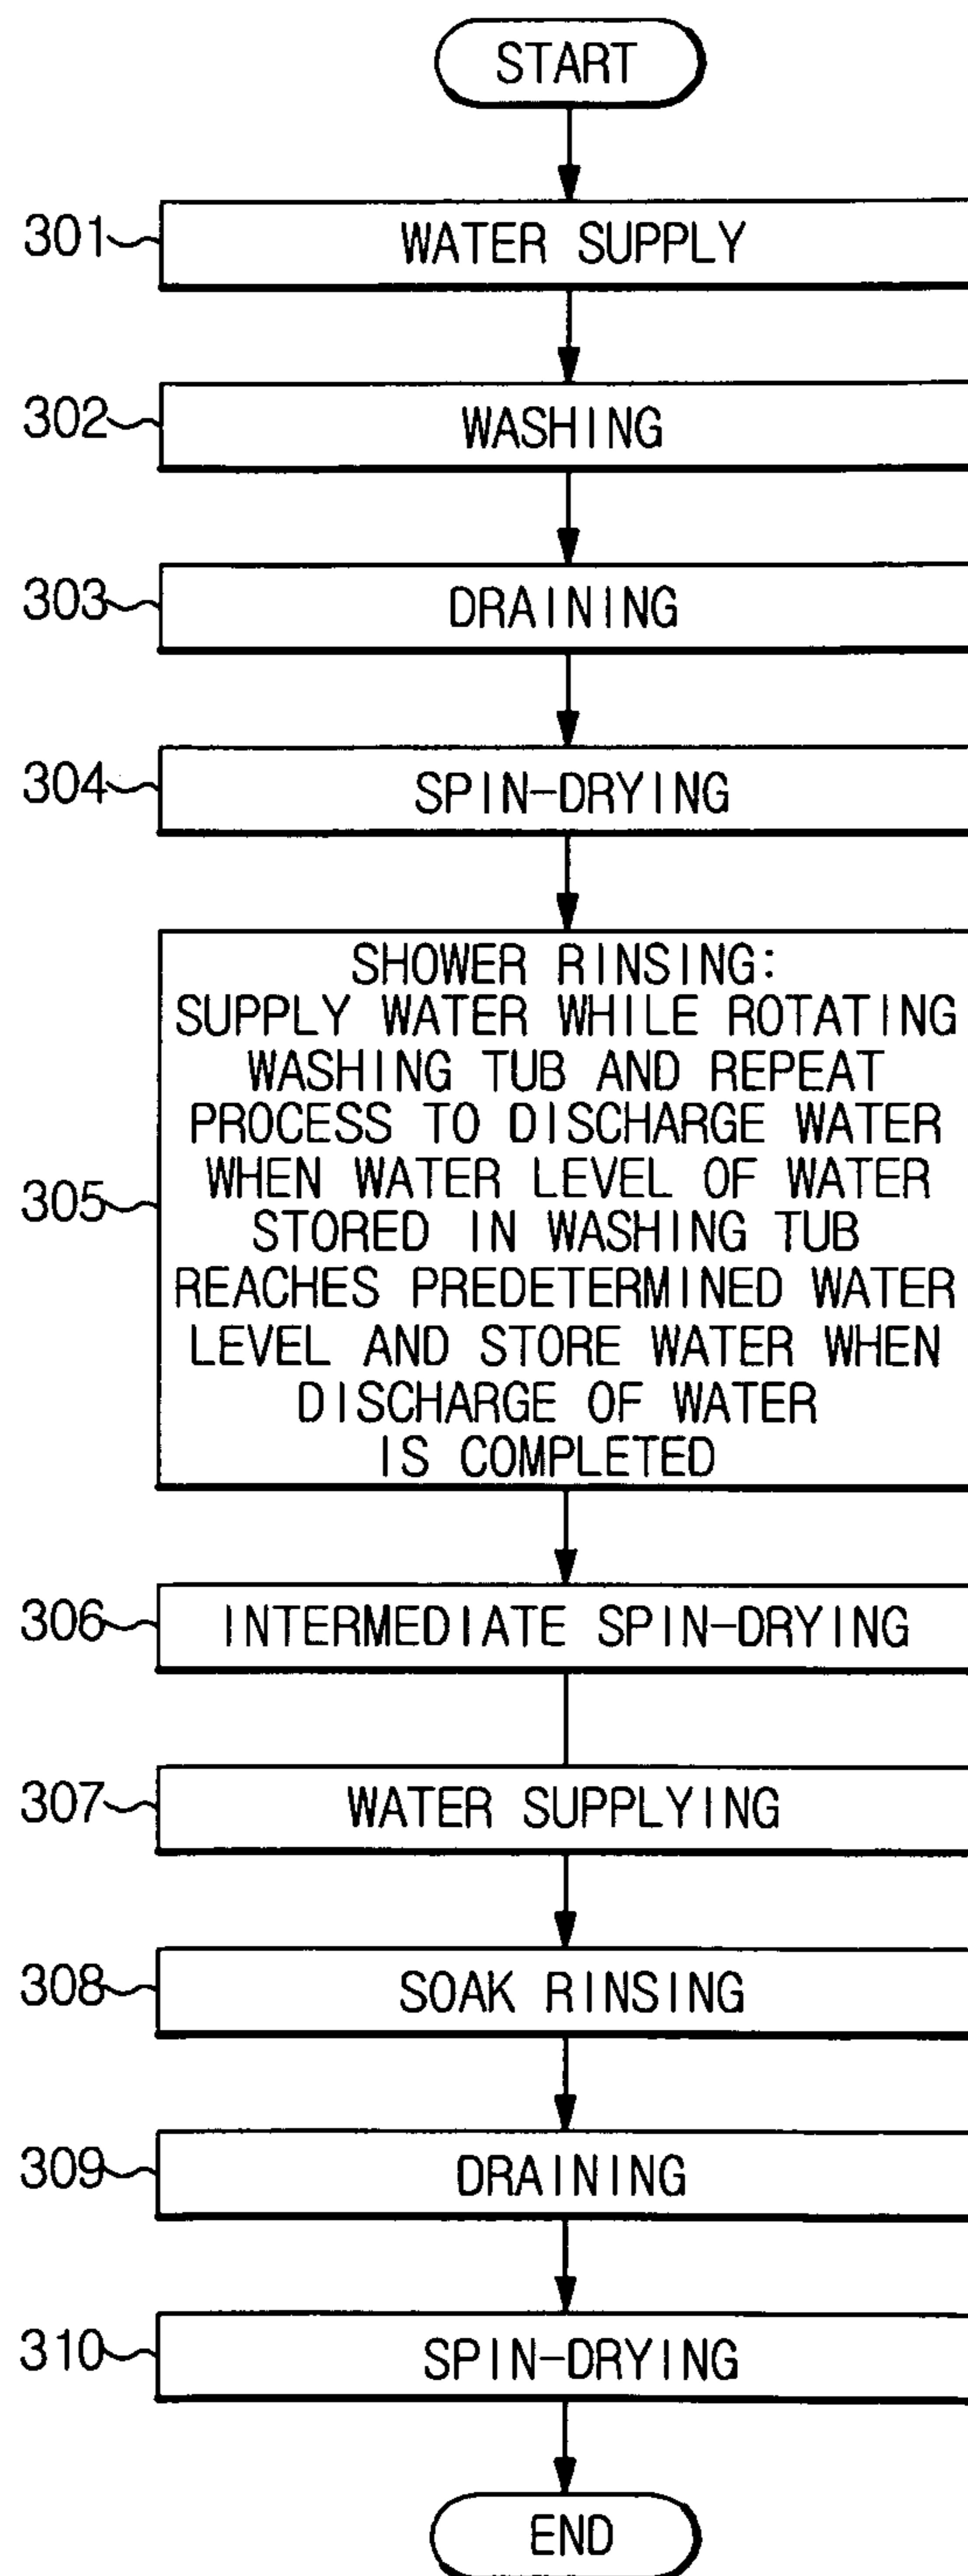 START
301 WATER SUPPLY
302 WASHING
303 DRAINING
304 SPIN-DRYING
SHOWER RINSING:
SUPPLY WATER WHILE ROTATING
WASHING TUB AND REPEAT
PROCESS TO DISCHARGE WATER
WHEN WATER LEVEL OF WATER
305 STORED IN WASHING TUB
REACHES PREDETERMINED WATER
LEVEL AND STORE WATER WHEN
DISCHARGE OF WATER
IS COMPLETED
306 INTERMEDIATE SPIN-DRYING
307 WATER SUPPLYING
308 SOAK RINSING
309 DRAINING
310 SPIN-DRYING
END